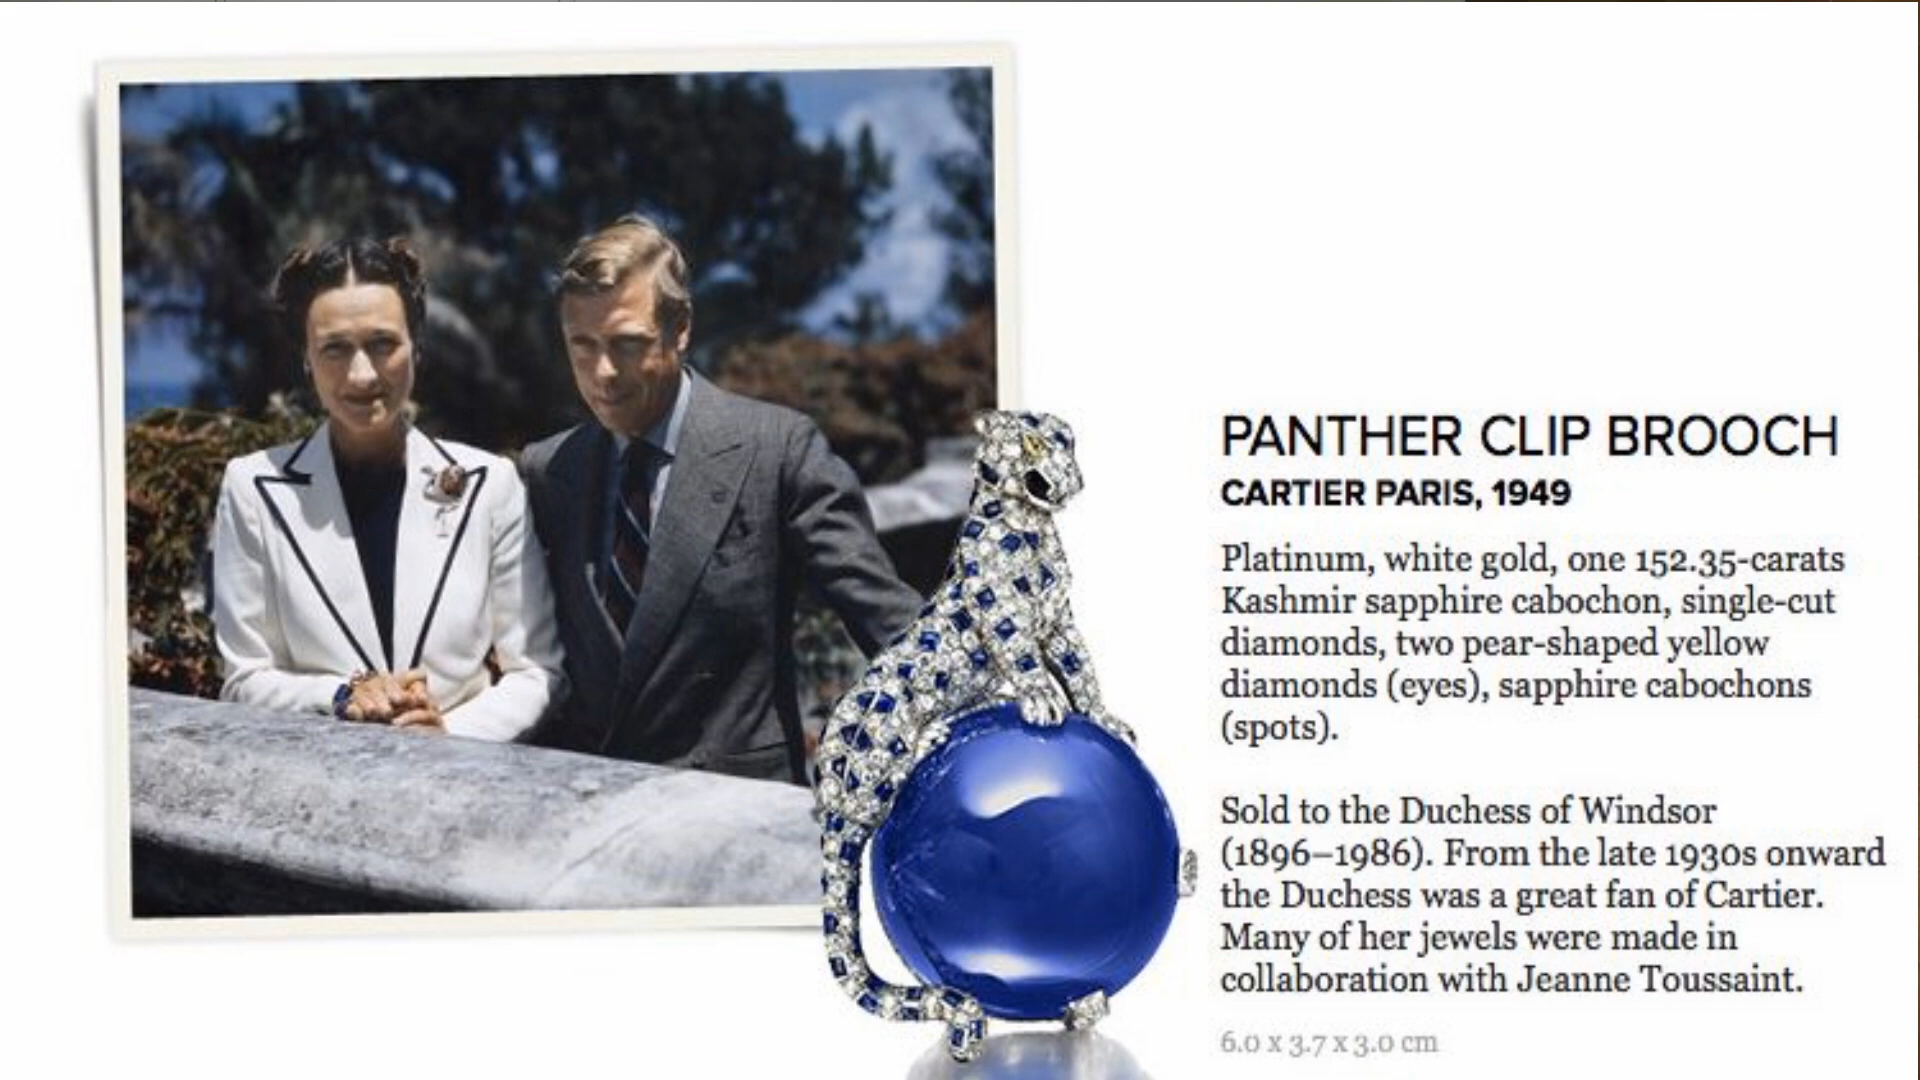 PANTHER CLIP BROOCH
CARTIER PARIS, 1949
Platinum, white gold, one 152.35-carats
Kashmir sapphire cabochon, single-cut
diamonds, two pear-shaped yellow
diamonds (eyes), sapphire cabochons
(spots).
Sold to the Duchess of Windsor
(1896–1986). From the late 1930s onward
the Duchess was a great fan of Cartier.
Many of her jewels were made in
collaboration with Jeanne Toussaint.
6.0 x 3.7 x 3.0 cm